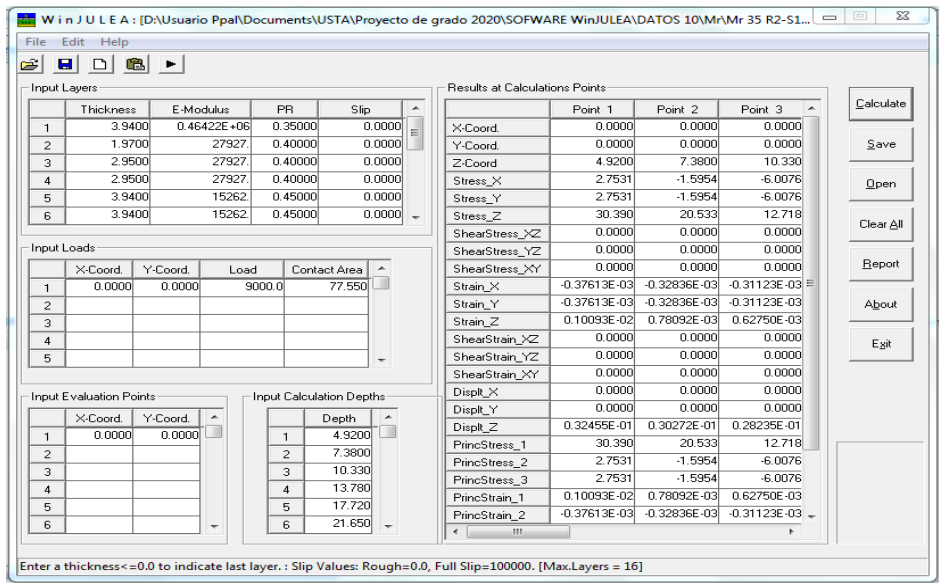 WinJULEA: [D:\Usuario Ppal\Documents\USTA\Proyecto de grado 2020\SOFWARE WinJULEA\DATOS 10\Mr\Mr 35 R2-S1...
File Edit Help
Input Layers
Thickness E-Modulus PR Slip
1 3.9400 0.46422E+06 0.35000 0.0000
2 1.9700 27927. 0.40000 0.0000
3 2.9500 27927. 0.40000 0.0000
4 2.9500 27927. 0.40000 0.0000
5 3.9400 15262. 0.45000 0.0000
6 3.9400 15262. 0.45000 0.0000
Input Loads
X-Coord. Y-Coord. Load Contact Area
1 0.0000 0.0000 9000.0 77.550
2
3
4
5
Input Evaluation Points
X-Coord. Y-Coord.
1 0.0000 0.0000
2
3
4
5
6
Input Calculation Depths
Depth
1 4.9200
2 7.3800
3 10.330
4 13.780
5 17.720
6 21.650
Results at Calculations Points
Point 1 Point 2 Point 3
X-Coord. 0.0000 0.0000 0.0000
Y-Coord. 0.0000 0.0000 0.0000
Z-Coord 4.9200 7.3800 10.330
Stress_X 2.7531 -1.5954 -6.0076
Stress_Y 2.7531 -1.5954 -6.0076
Stress_Z 30.390 20.533 12.718
ShearStress_XZ 0.0000 0.0000 0.0000
ShearStress_YZ 0.0000 0.0000 0.0000
ShearStress_XY 0.0000 0.0000 0.0000
Strain_X -0.37613E-03 -0.32836E-03 -0.31123E-03
Strain_Y -0.37613E-03 -0.32836E-03 -0.31123E-03
Strain_Z 0.10093E-02 0.78092E-03 0.62750E-03
ShearStrain_XZ 0.0000 0.0000 0.0000
ShearStrain_YZ 0.0000 0.0000 0.0000
ShearStrain_XY 0.0000 0.0000 0.0000
Displt_X 0.0000 0.0000 0.0000
Displt_Y 0.0000 0.0000 0.0000
Displt_Z 0.32455E-01 0.30272E-01 0.28235E-01
PrincStress_1 30.390 20.533 12.718
PrincStress_2 2.7531 -1.5954 -6.0076
PrincStress_3 2.7531 -1.5954 -6.0076
PrincStrain_1 0.10093E-02 0.78092E-03 0.62750E-03
PrincStrain_2 -0.37613E-03 -0.32836E-03 -0.31123E-03
Calculate
Save
Open
Clear All
Report
About
Exit
Enter a thickness<=0.0 to indicate last layer. : Slip Values: Rough=0.0, Full Slip=100000. [Max.Layers = 16]